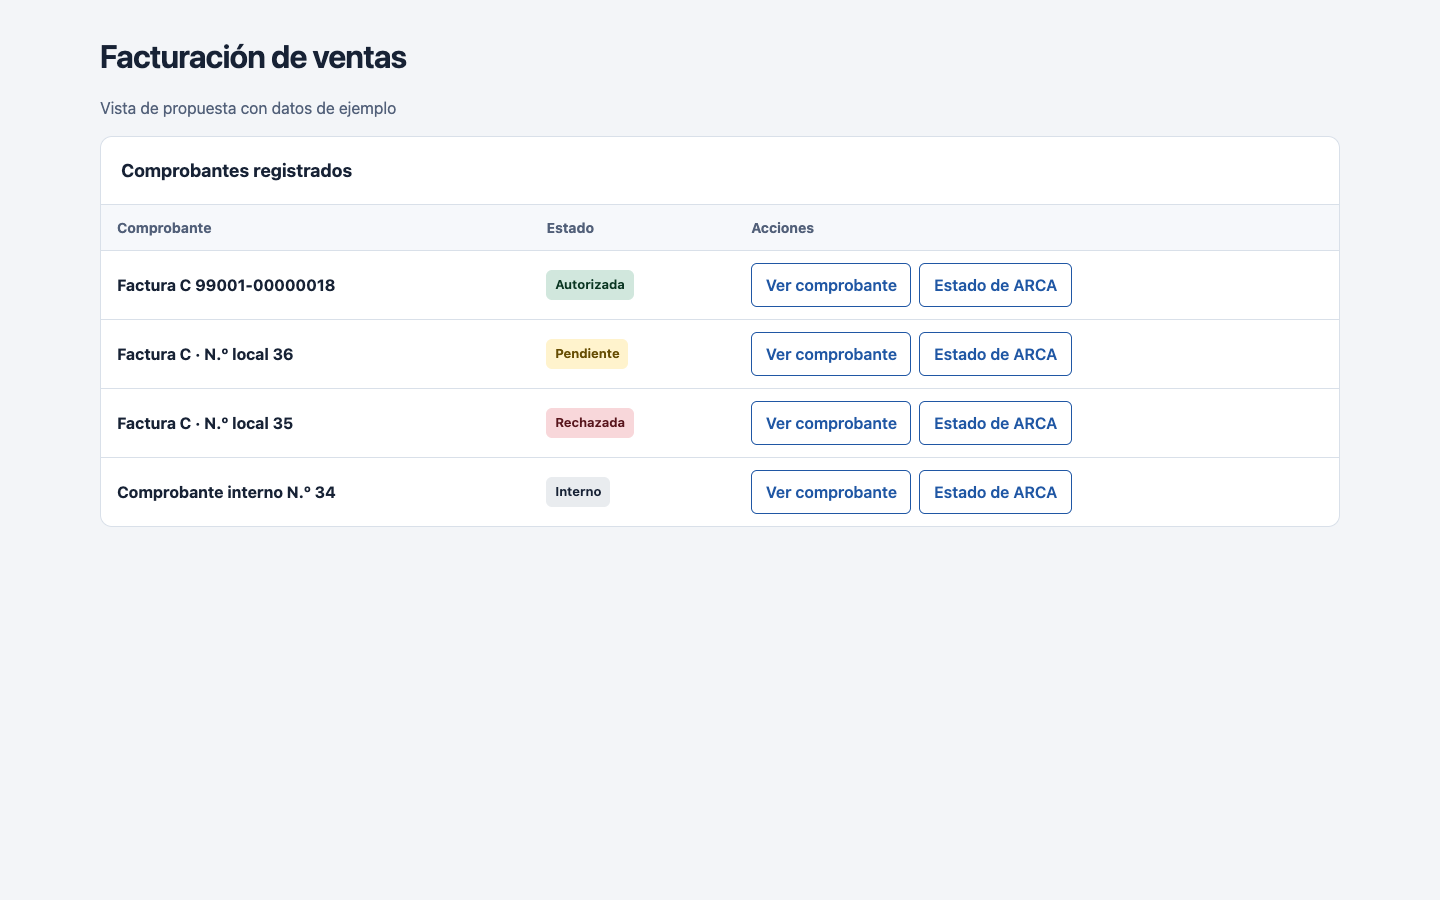 Facturación de ventas
Vista de propuesta con datos de ejemplo
Comprobantes registrados
Comprobante Estado Acciones
Factura C 99001-00000018 Autorizada Ver comprobante Estado de ARCA
Factura C · N.º local 36 Pendiente Ver comprobante Estado de ARCA
Factura C · N.º local 35 Rechazada Ver comprobante Estado de ARCA
Comprobante interno N.º 34 Interno Ver comprobante Estado de ARCA